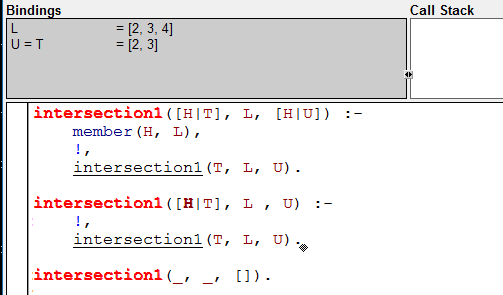 Bindings Call Stack
L = [2, 3, 4]
U = T = [2, 3]
intersection1([H|T], L, [H|U]) :-
member(H, L),
!,
intersection1(T, L, U).
intersection1([H|T], L , U) :-
!,
intersection1(T, L, U).
intersection1(_, _, []).